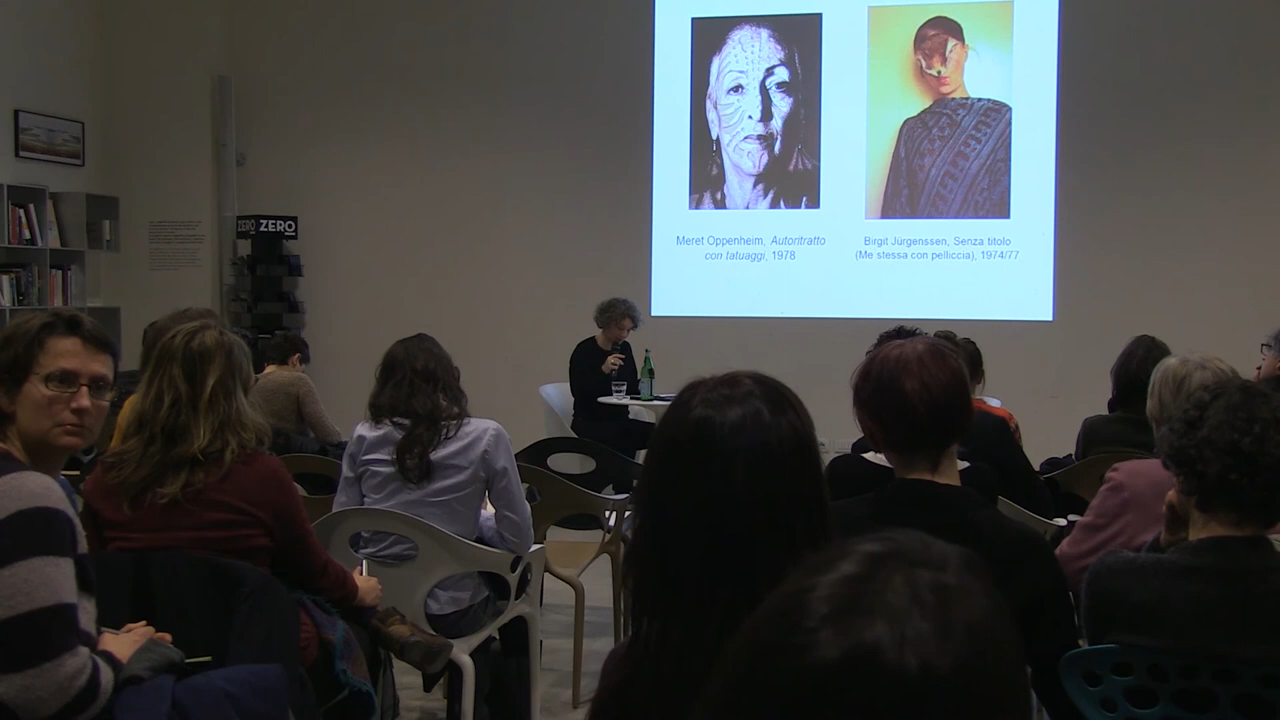 Meret Oppenheim, Autoritratto
con tatuaggi, 1978
Birgit Jürgenssen, Senza titolo
(Me stessa con pelliccia), 1974/77
ZERO ZERO